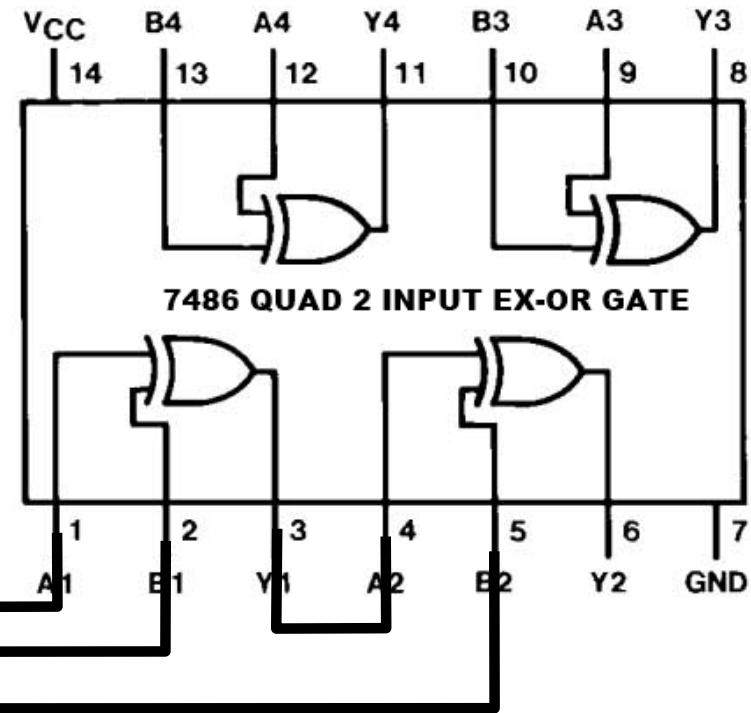 VCC B4 A4 Y4 B3 A3 Y3
14 13 12 11 10 9 8
7486 QUAD 2 INPUT EX-OR GATE
1 2 3 4 5 6 7
A1 B1 Y1 A2 B2 Y2 GND